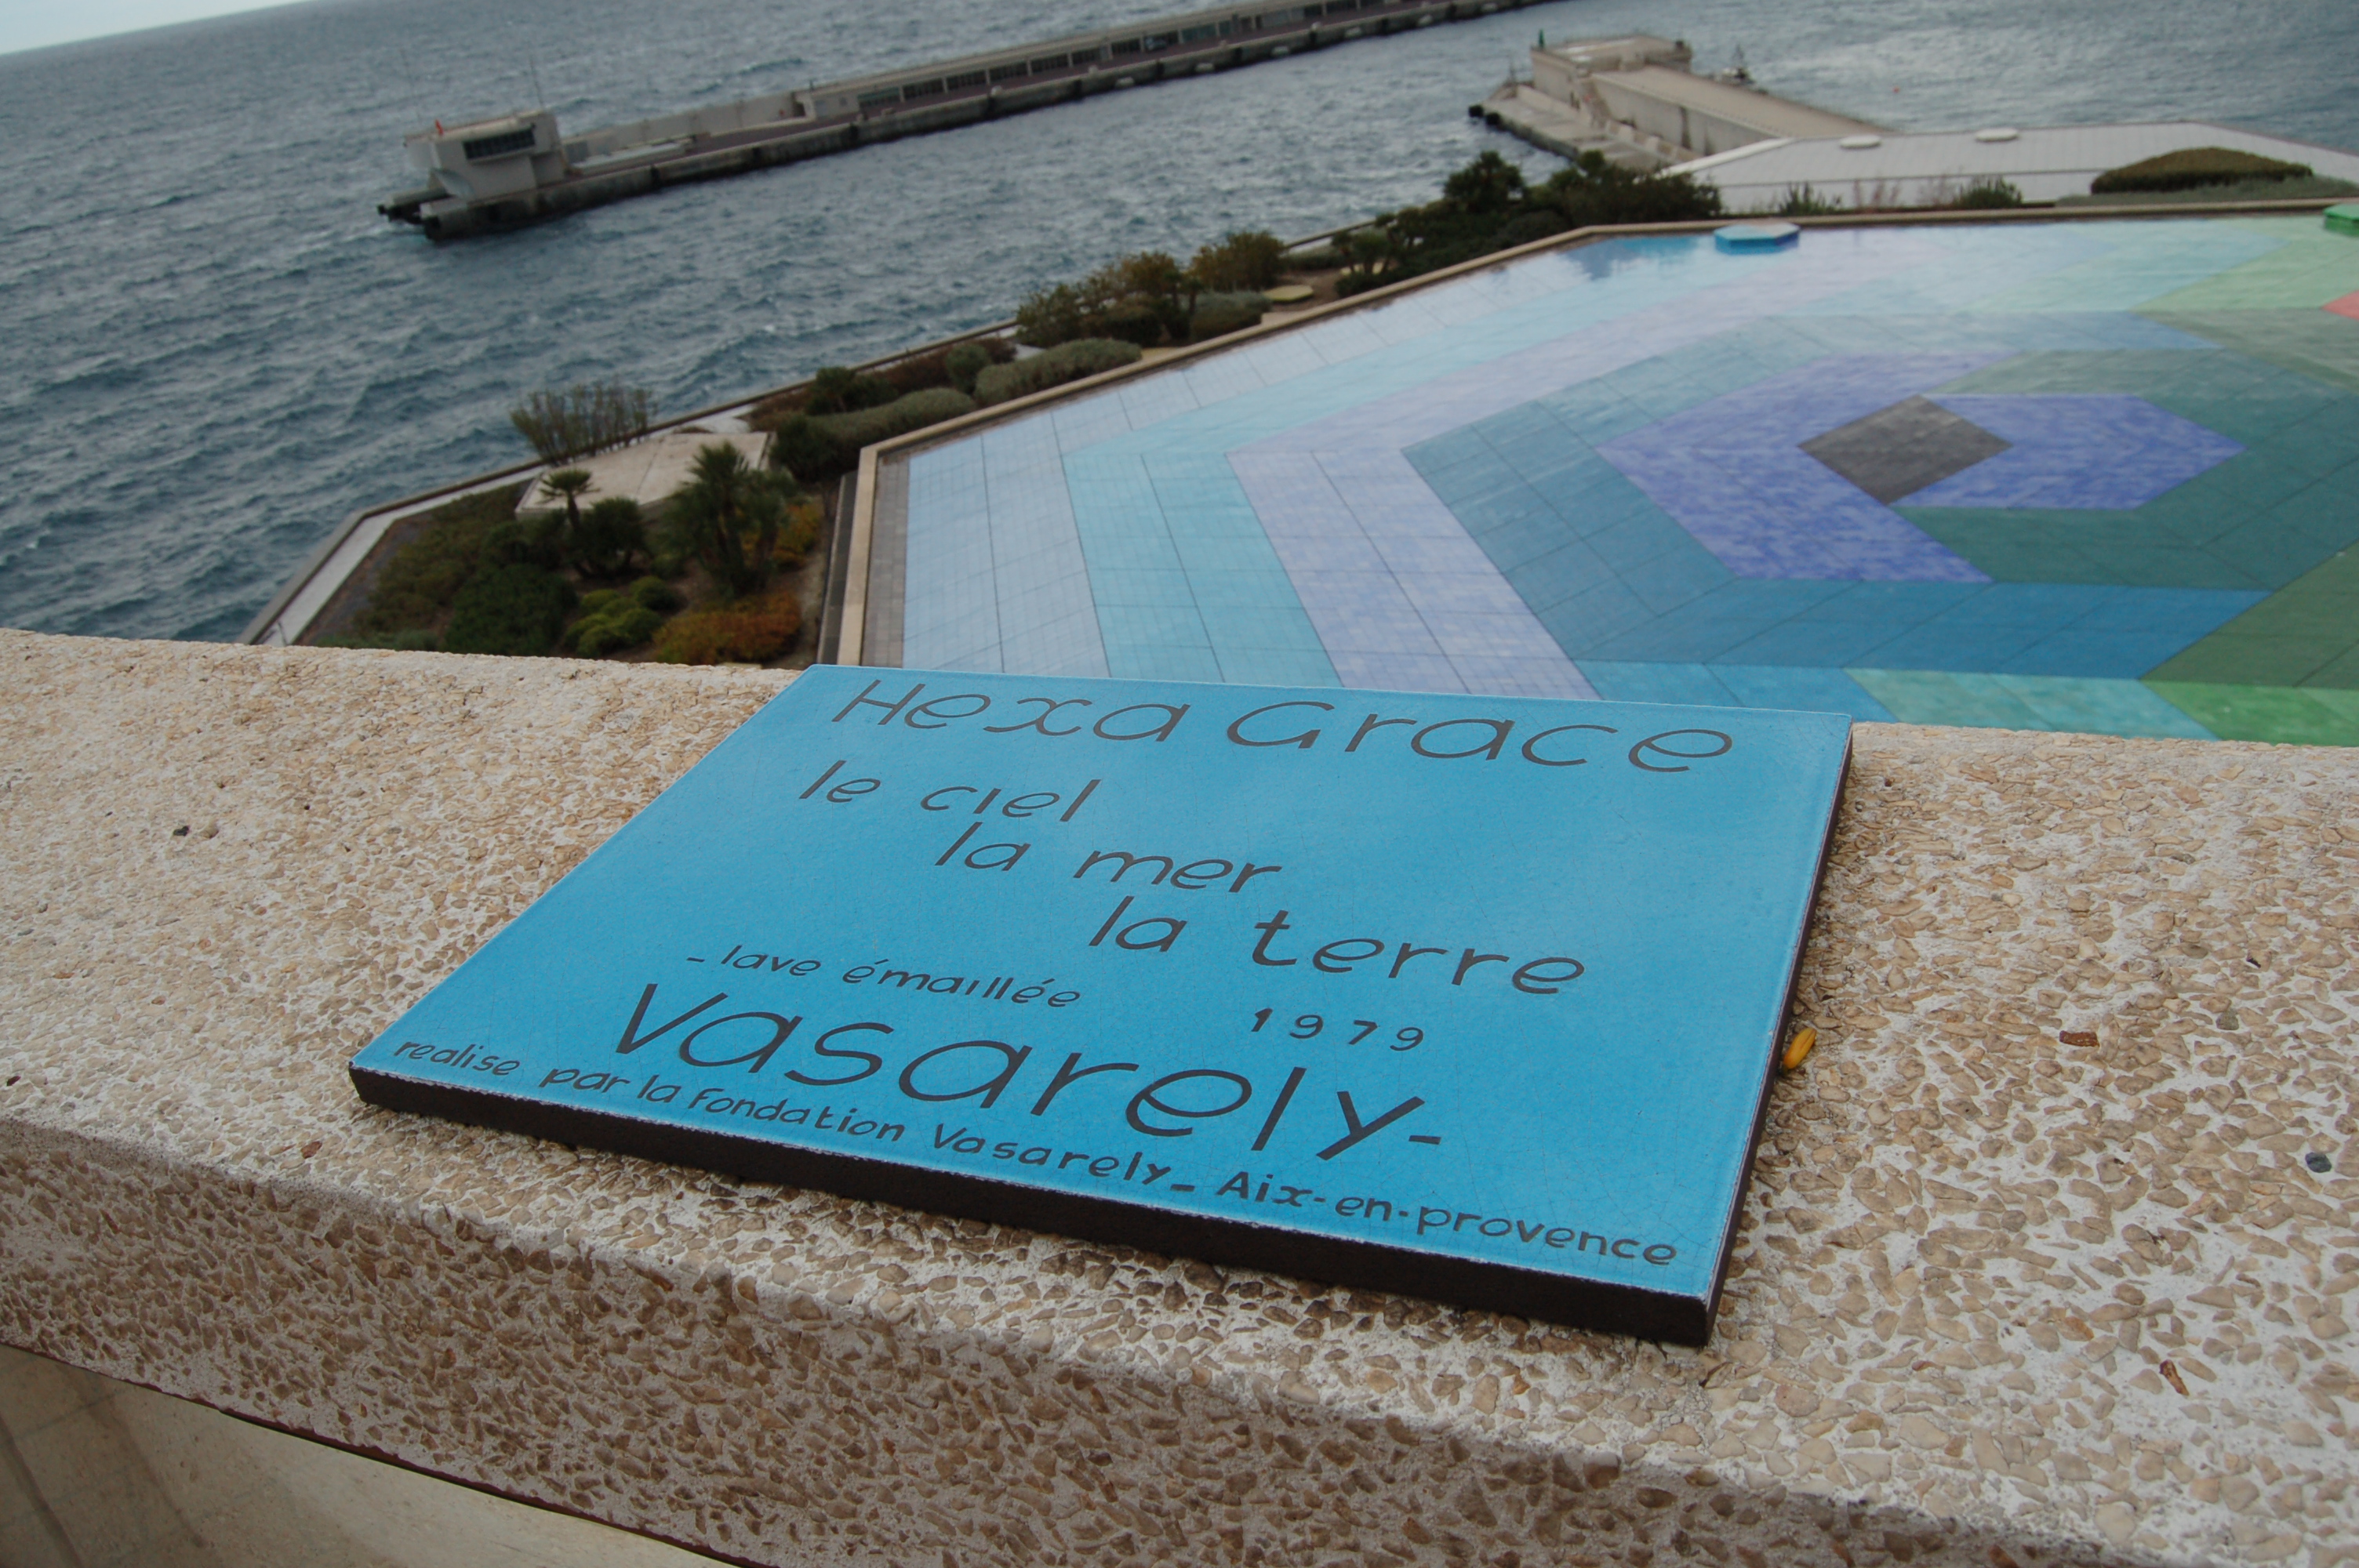 Hexa Grace
le ciel
la mer
la terre
- lave émaillée 1979
Vasarely-
realise par la Fondation Vasarely - Aix-en-provence